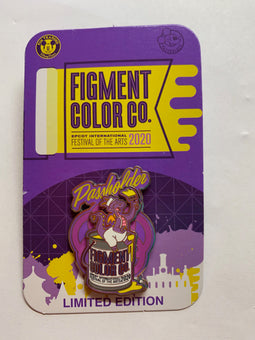 FIGMENT
COLOR CO.
EPCOT INTERNATIONAL
FESTIVAL OF THE ARTS 2020
Passholder
FIGMENT
COLOR CO.
LIMITED EDITION